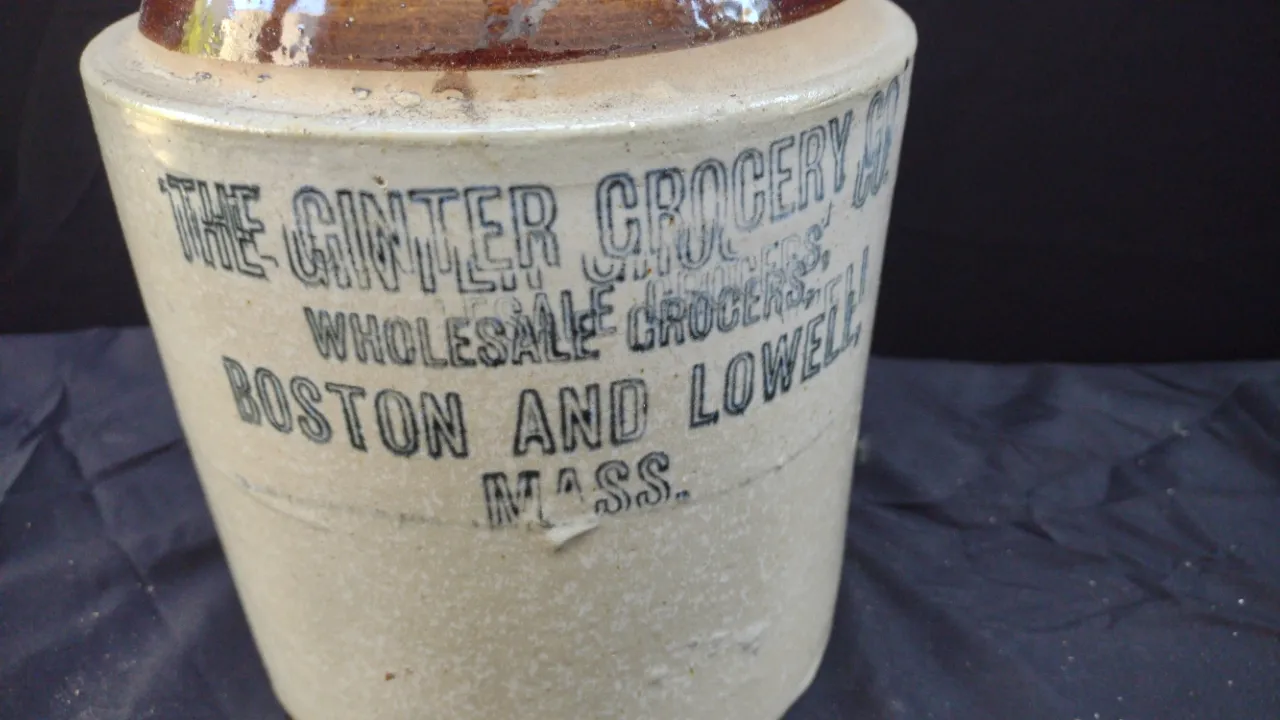 THE GINTER GROCERY CO.
WHOLESALE GROCERS,
BOSTON AND LOWELL,
MASS.